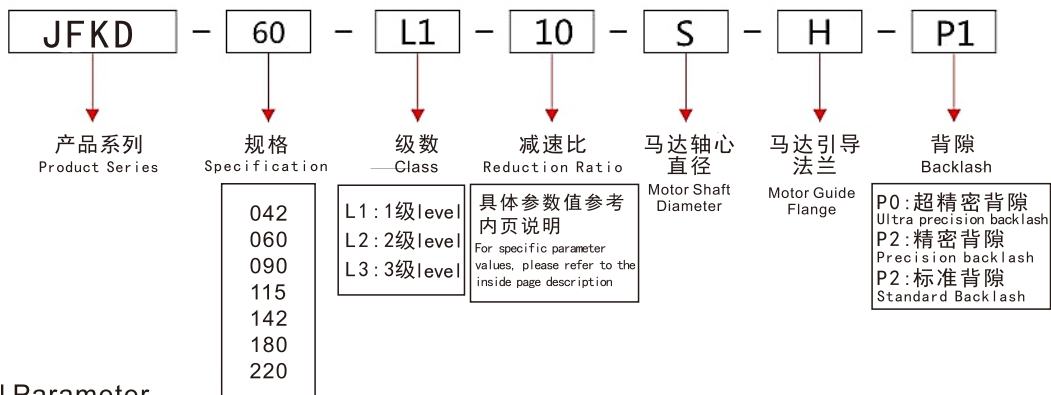 JFKD - 60 - L1 - 10 - S - H - P1
产品系列
Product Series
规格
Specification
042
060
090
115
142
180
220
级数
Class
L1:1级level
L2:2级level
L3:3级level
减速比
Reduction Ratio
具体参数值参考
内页说明
For specific parameter
values, please refer to the
inside page description
马达轴心
直径
Motor Shaft
Diameter
马达引导
法兰
Motor Guide
Flange
背隙
Backlash
P0:超精密背隙
Ultra precision backlash
P2:精密背隙
Precision backlash
P2:标准背隙
Standard Backlash
Parameter